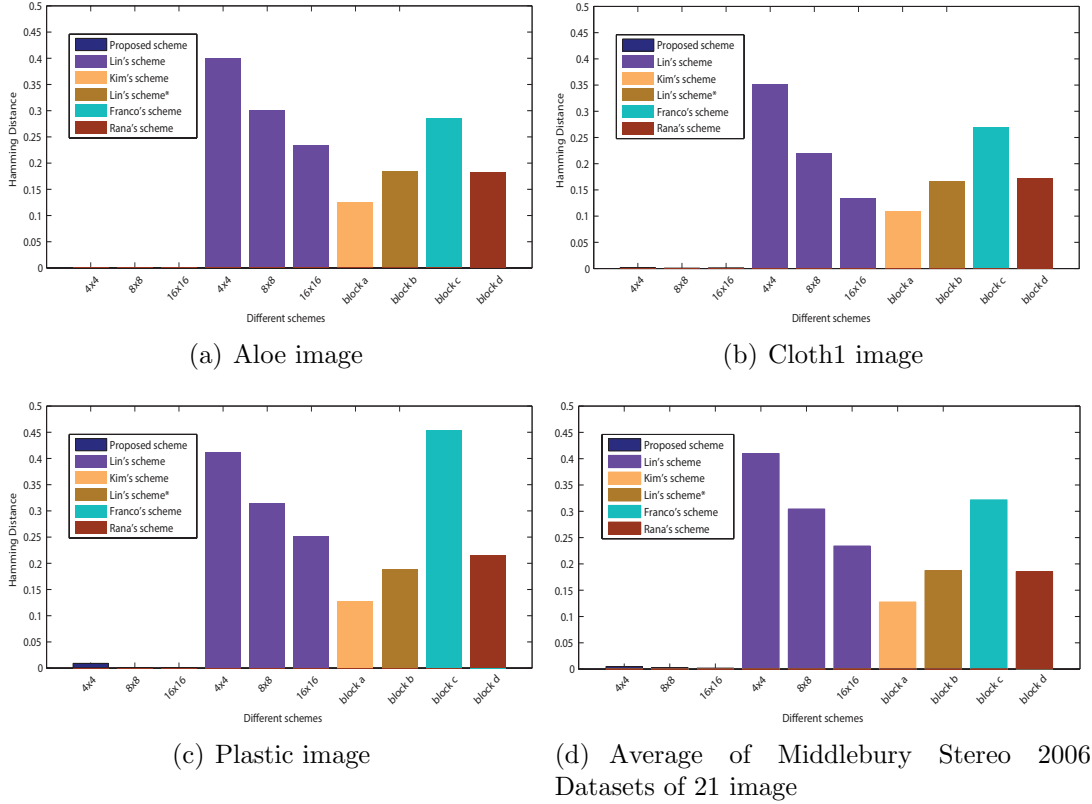 0.5
0.45
0.4
0.35
0.3
0.25
0.2
0.15
0.1
0.05
0
Hamming Distance
Proposed scheme
Lin's scheme
Kim's scheme
Lin's scheme*
Franco's scheme
Rana's scheme
4x4
8x8
16x16
4x4
8x8
16x16
block a
block b
block c
block d
Different schemes
(a) Aloe image
0.5
0.45
0.4
0.35
0.3
0.25
0.2
0.15
0.1
0.05
0
Hamming Distance
Proposed scheme
Lin's scheme
Kim's scheme
Lin's scheme*
Franco's scheme
Rana's scheme
4x4
8x8
16x16
4x4
8x8
16x16
block a
block b
block c
block d
Different schemes
(b) Cloth1 image
0.5
0.45
0.4
0.35
0.3
0.25
0.2
0.15
0.1
0.05
0
Hamming Distance
Proposed scheme
Lin's scheme
Kim's scheme
Lin's scheme*
Franco's scheme
Rana's scheme
4x4
8x8
16x16
4x4
8x8
16x16
block a
block b
block c
block d
Different schemes
(c) Plastic image
0.5
0.45
0.4
0.35
0.3
0.25
0.2
0.15
0.1
0.05
0
Hamming Distance
Proposed scheme
Lin's scheme
Kim's scheme
Lin's scheme*
Franco's scheme
Rana's scheme
4x4
8x8
16x16
4x4
8x8
16x16
block a
block b
block c
block d
Different schemes
(d) Average of Middlebury Stereo 2006
Datasets of 21 image